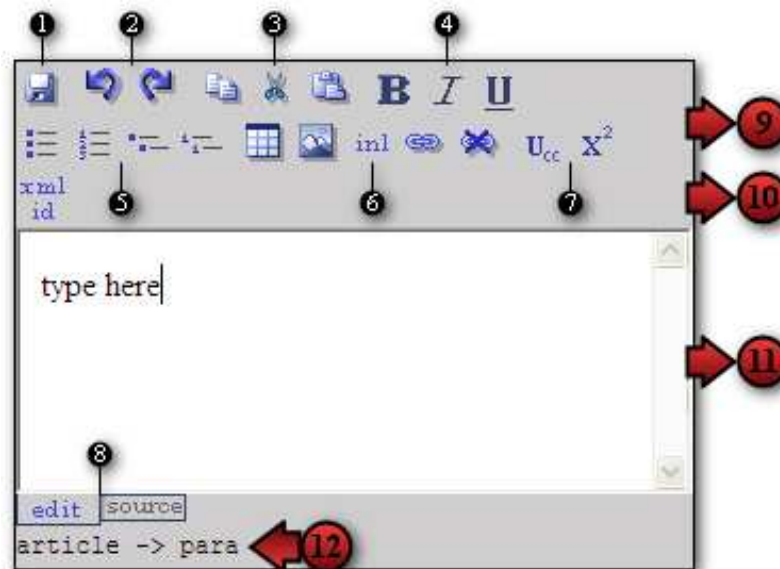 1 2 3 4
B I U
9
inl Ucc X2
xml
id
10
5 6 7
type here
11
8
edit source
article -> para 12